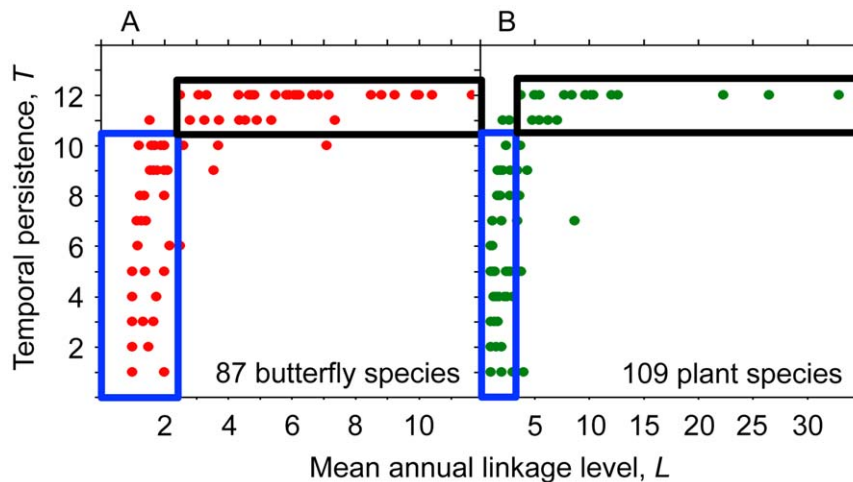 A B
Temporal persistence, T
12
10
8
6
4
2
87 butterfly species 109 plant species
2 4 6 8 10 5 10 15 20 25 30
Mean annual linkage level, L